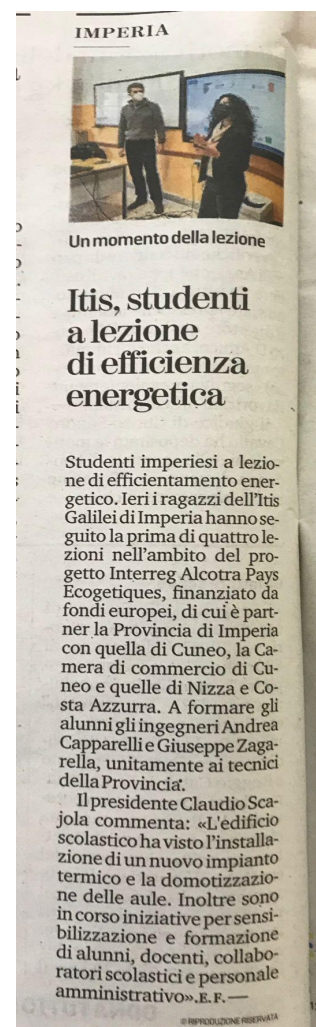 IMPERIA
Un momento della lezione
Itis, studenti
a lezione
di efficienza
energetica
Studenti imperiesi a lezio-
ne di efficientamento ener-
getico. Ieri i ragazzi dell'Itis
Galilei di Imperia hanno se-
guito la prima di quattro le-
zioni nell'ambito del pro-
getto Interreg Alcotra Pays
Ecogetiques, finanziato da
fondi europei, di cui è part-
ner la Provincia di Imperia
con quella di Cuneo, la Ca-
mera di commercio di Cu-
neo e quelle di Nizza e Co-
sta Azzurra. A formare gli
alunni gli ingegneri Andrea
Capparelli e Giuseppe Zaga-
rella, unitamente ai tecnici
della Provincia.
Il presidente Claudio Sca-
jola commenta: «L'edificio
scolastico ha visto l'installa-
zione di un nuovo impianto
termico e la domotizzazio-
ne delle aule. Inoltre sono
in corso iniziative per sensi-
bilizzazione e formazione
di alunni, docenti, collabo-
ratori scolastici e personale
amministrativo».E.F.—
© RIPRODUZIONE RISERVATA